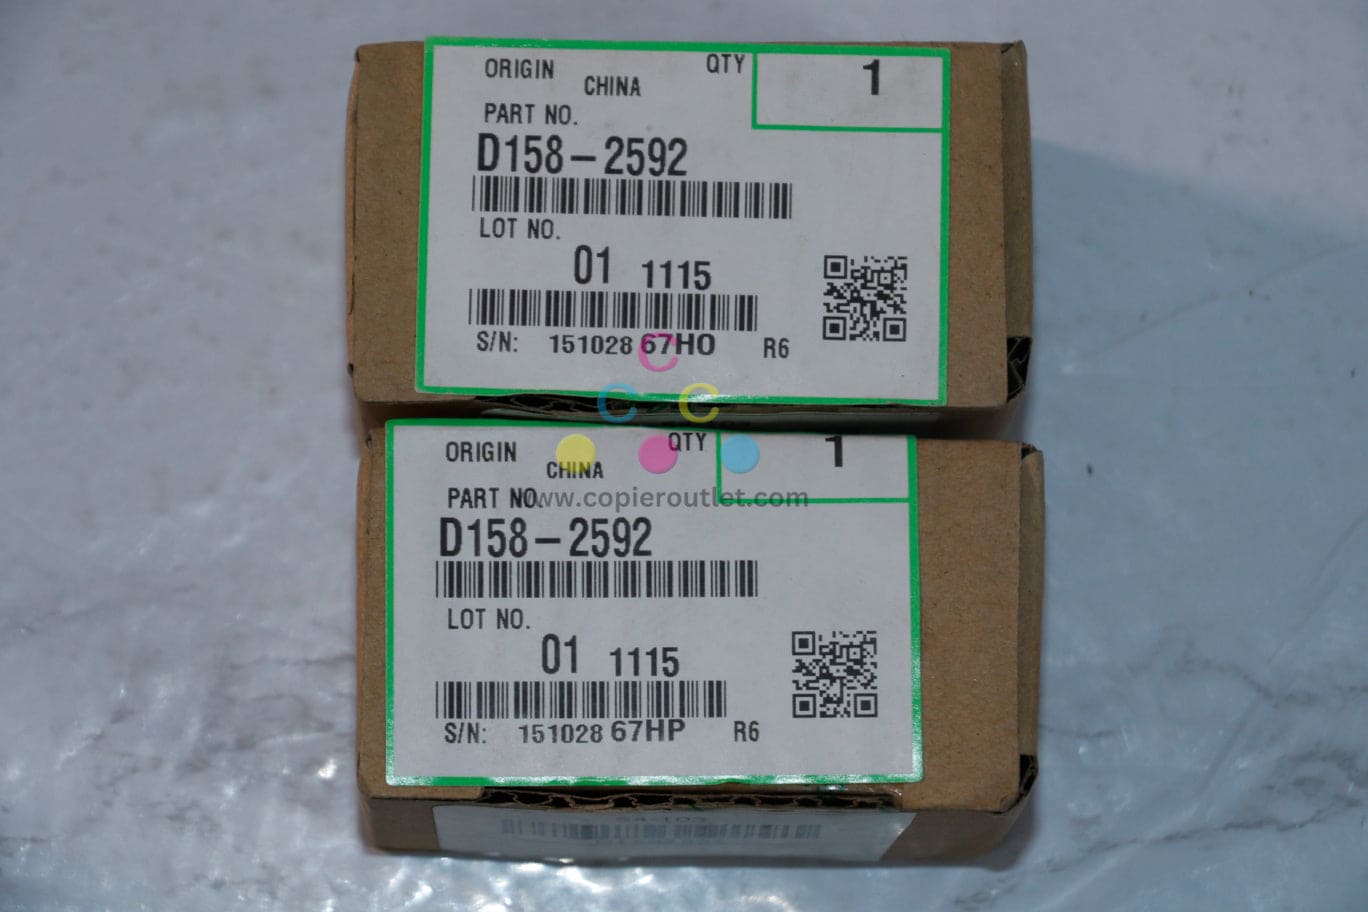 ORIGIN QTY 1
CHINA
PART NO.
D158-2592
LOT NO.
01 1115
S/N: 151028 67HO R6
C
C C
ORIGIN QTY 1
CHINA
PART NO.
www.copieroutlet.com
D158-2592
LOT NO.
01 1115
S/N: 151028 67HP R6